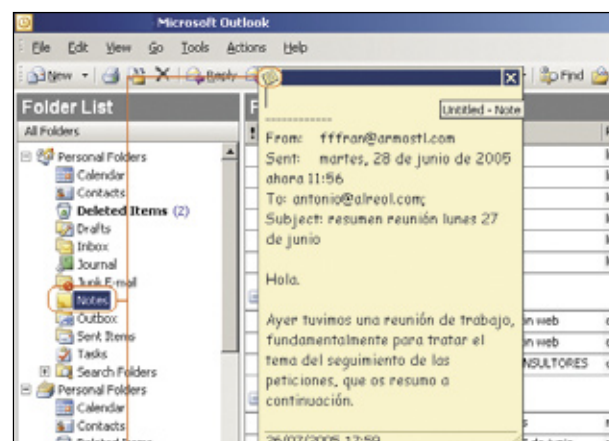 Microsoft Outlook
File Edit View Go Tools Actions Help
New Reply Find
Folder List
All Folders
Untitled - Note
Personal Folders
Calendar
Contacts
Deleted Items (2)
Drafts
Inbox
Journal
Junk E-mail
Notes
Outbox
Sent Items
Tasks
Search Folders
Personal Folders
Calendar
Contacts
Deleted Items
------------
From: fffran@armostl.com
Sent: martes, 28 de junio de 2005
ahora 11:56
To: antonio@alreol.com;
Subject: resumen reunión lunes 27
de junio
Hola.
Ayer tuvimos una reunión de trabajo,
fundamentalmente para tratar el
tema del seguimiento de las
peticiones, que os resumo a
continuación.
26/07/2005 17:59
n web
n web
NSULTORES